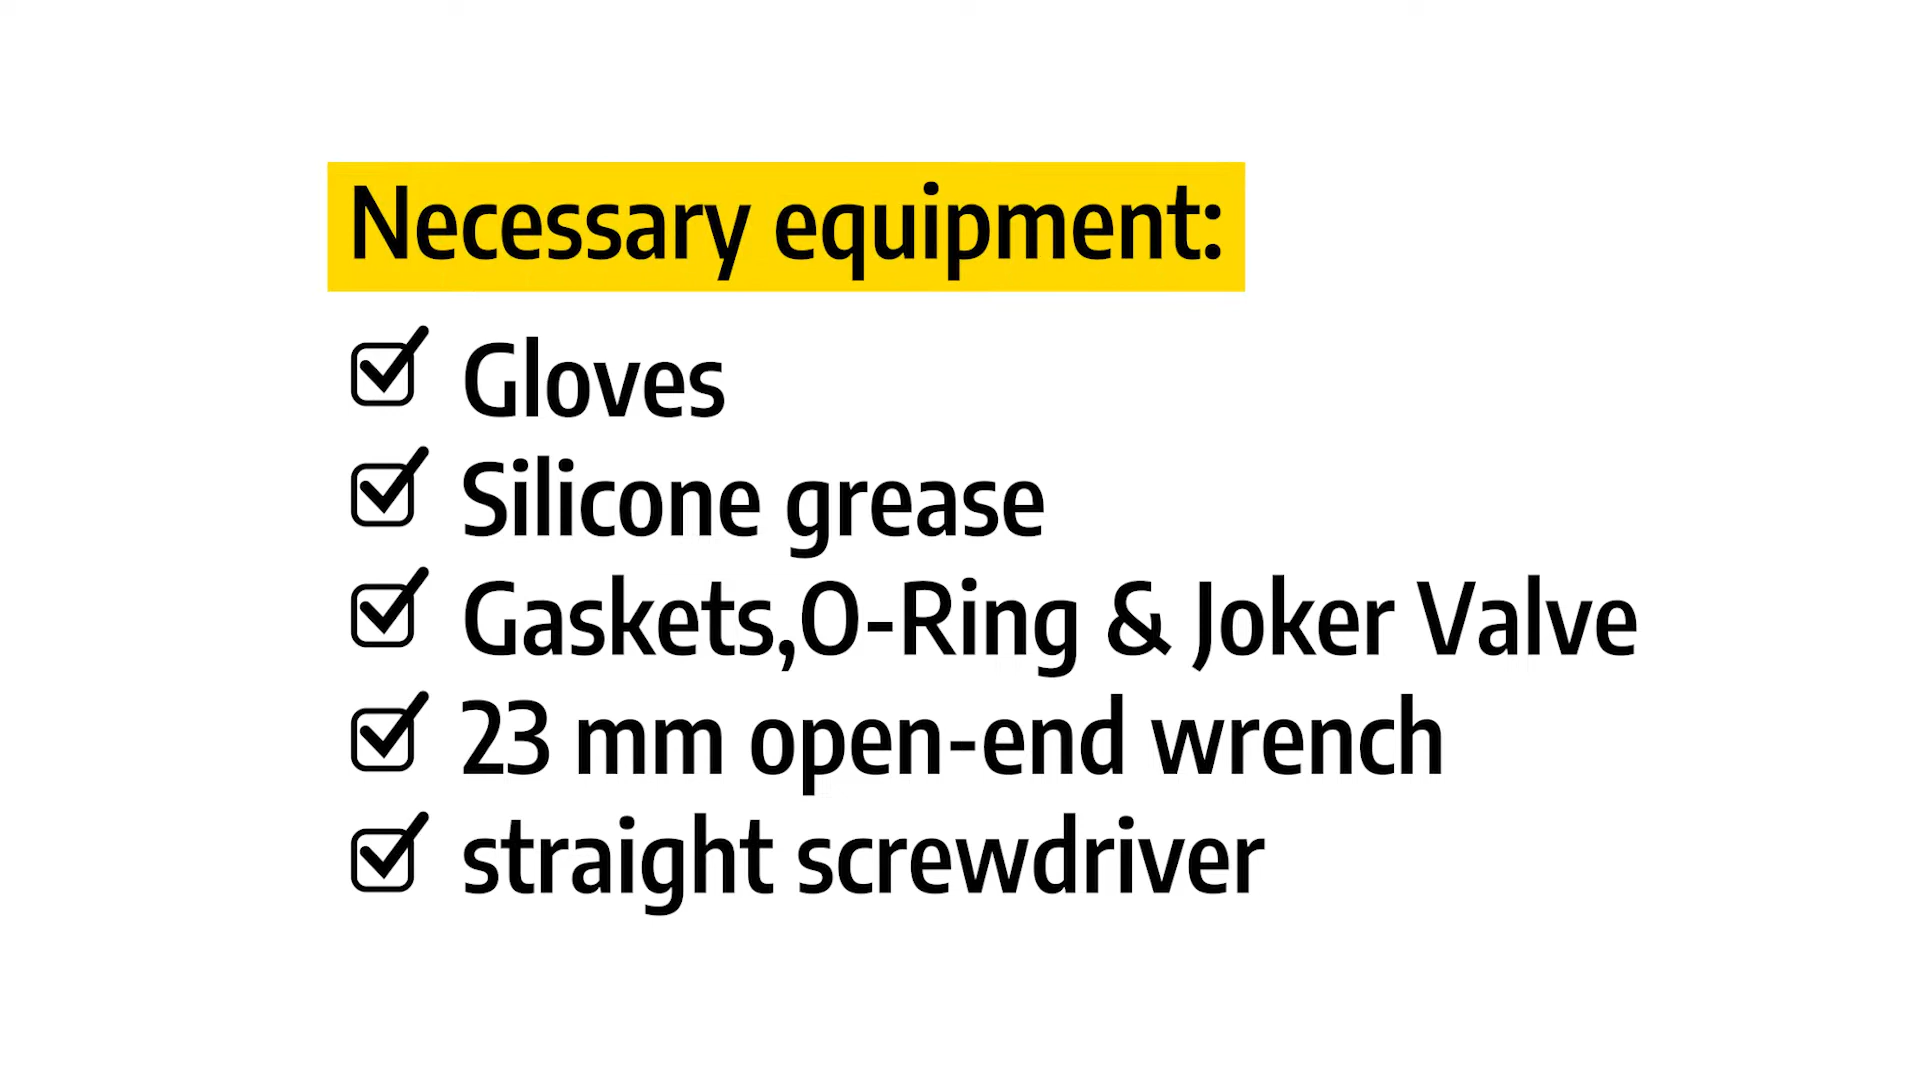 Necessary equipment:
Gloves
Silicone grease
Gaskets,O-Ring & Joker Valve
23 mm open-end wrench
straight screwdriver